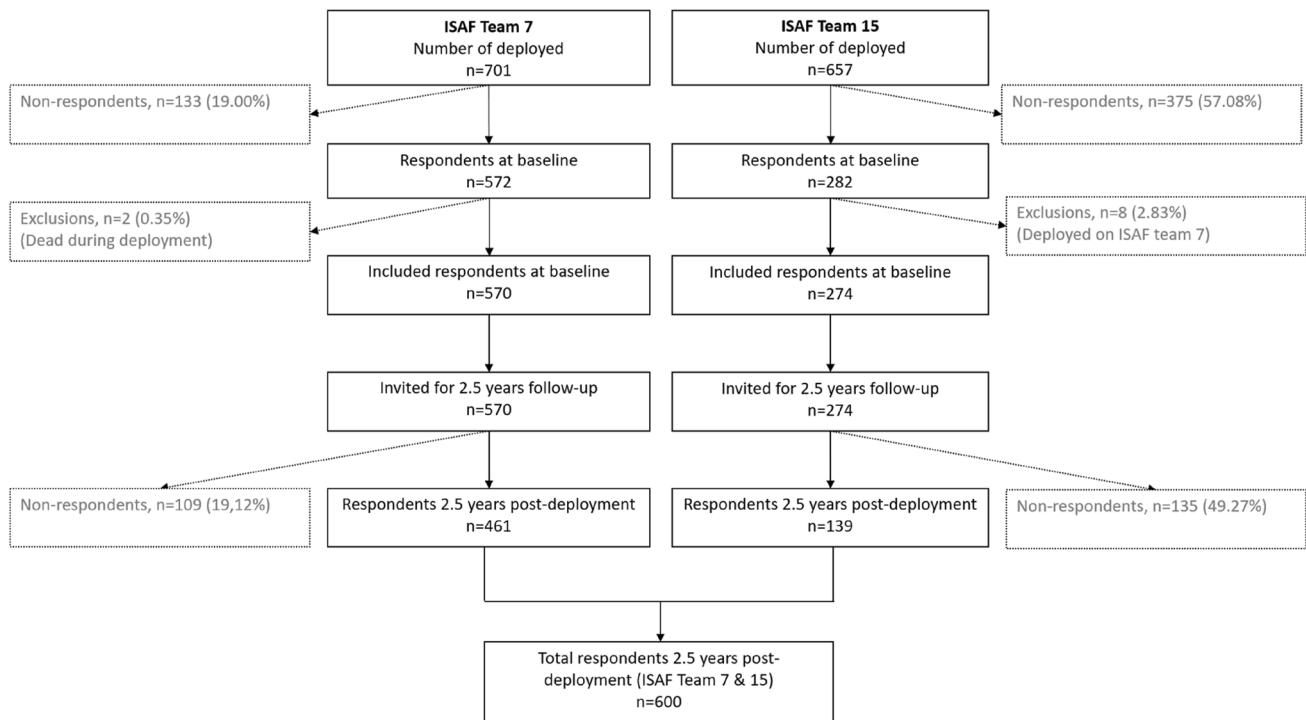 ISAF Team 7
Number of deployed
n=701
ISAF Team 15
Number of deployed
n=657
Non-respondents, n=133 (19.00%)
Non-respondents, n=375 (57.08%)
Respondents at baseline
n=572
Respondents at baseline
n=282
Exclusions, n=2 (0.35%)
(Dead during deployment)
Exclusions, n=8 (2.83%)
(Deployed on ISAF team 7)
Included respondents at baseline
n=570
Included respondents at baseline
n=274
Invited for 2.5 years follow-up
n=570
Invited for 2.5 years follow-up
n=274
Non-respondents, n=109 (19,12%)
Respondents 2.5 years post-deployment
n=461
Respondents 2.5 years post-deployment
n=139
Non-respondents, n=135 (49.27%)
Total respondents 2.5 years post-
deployment (ISAF Team 7 & 15)
n=600